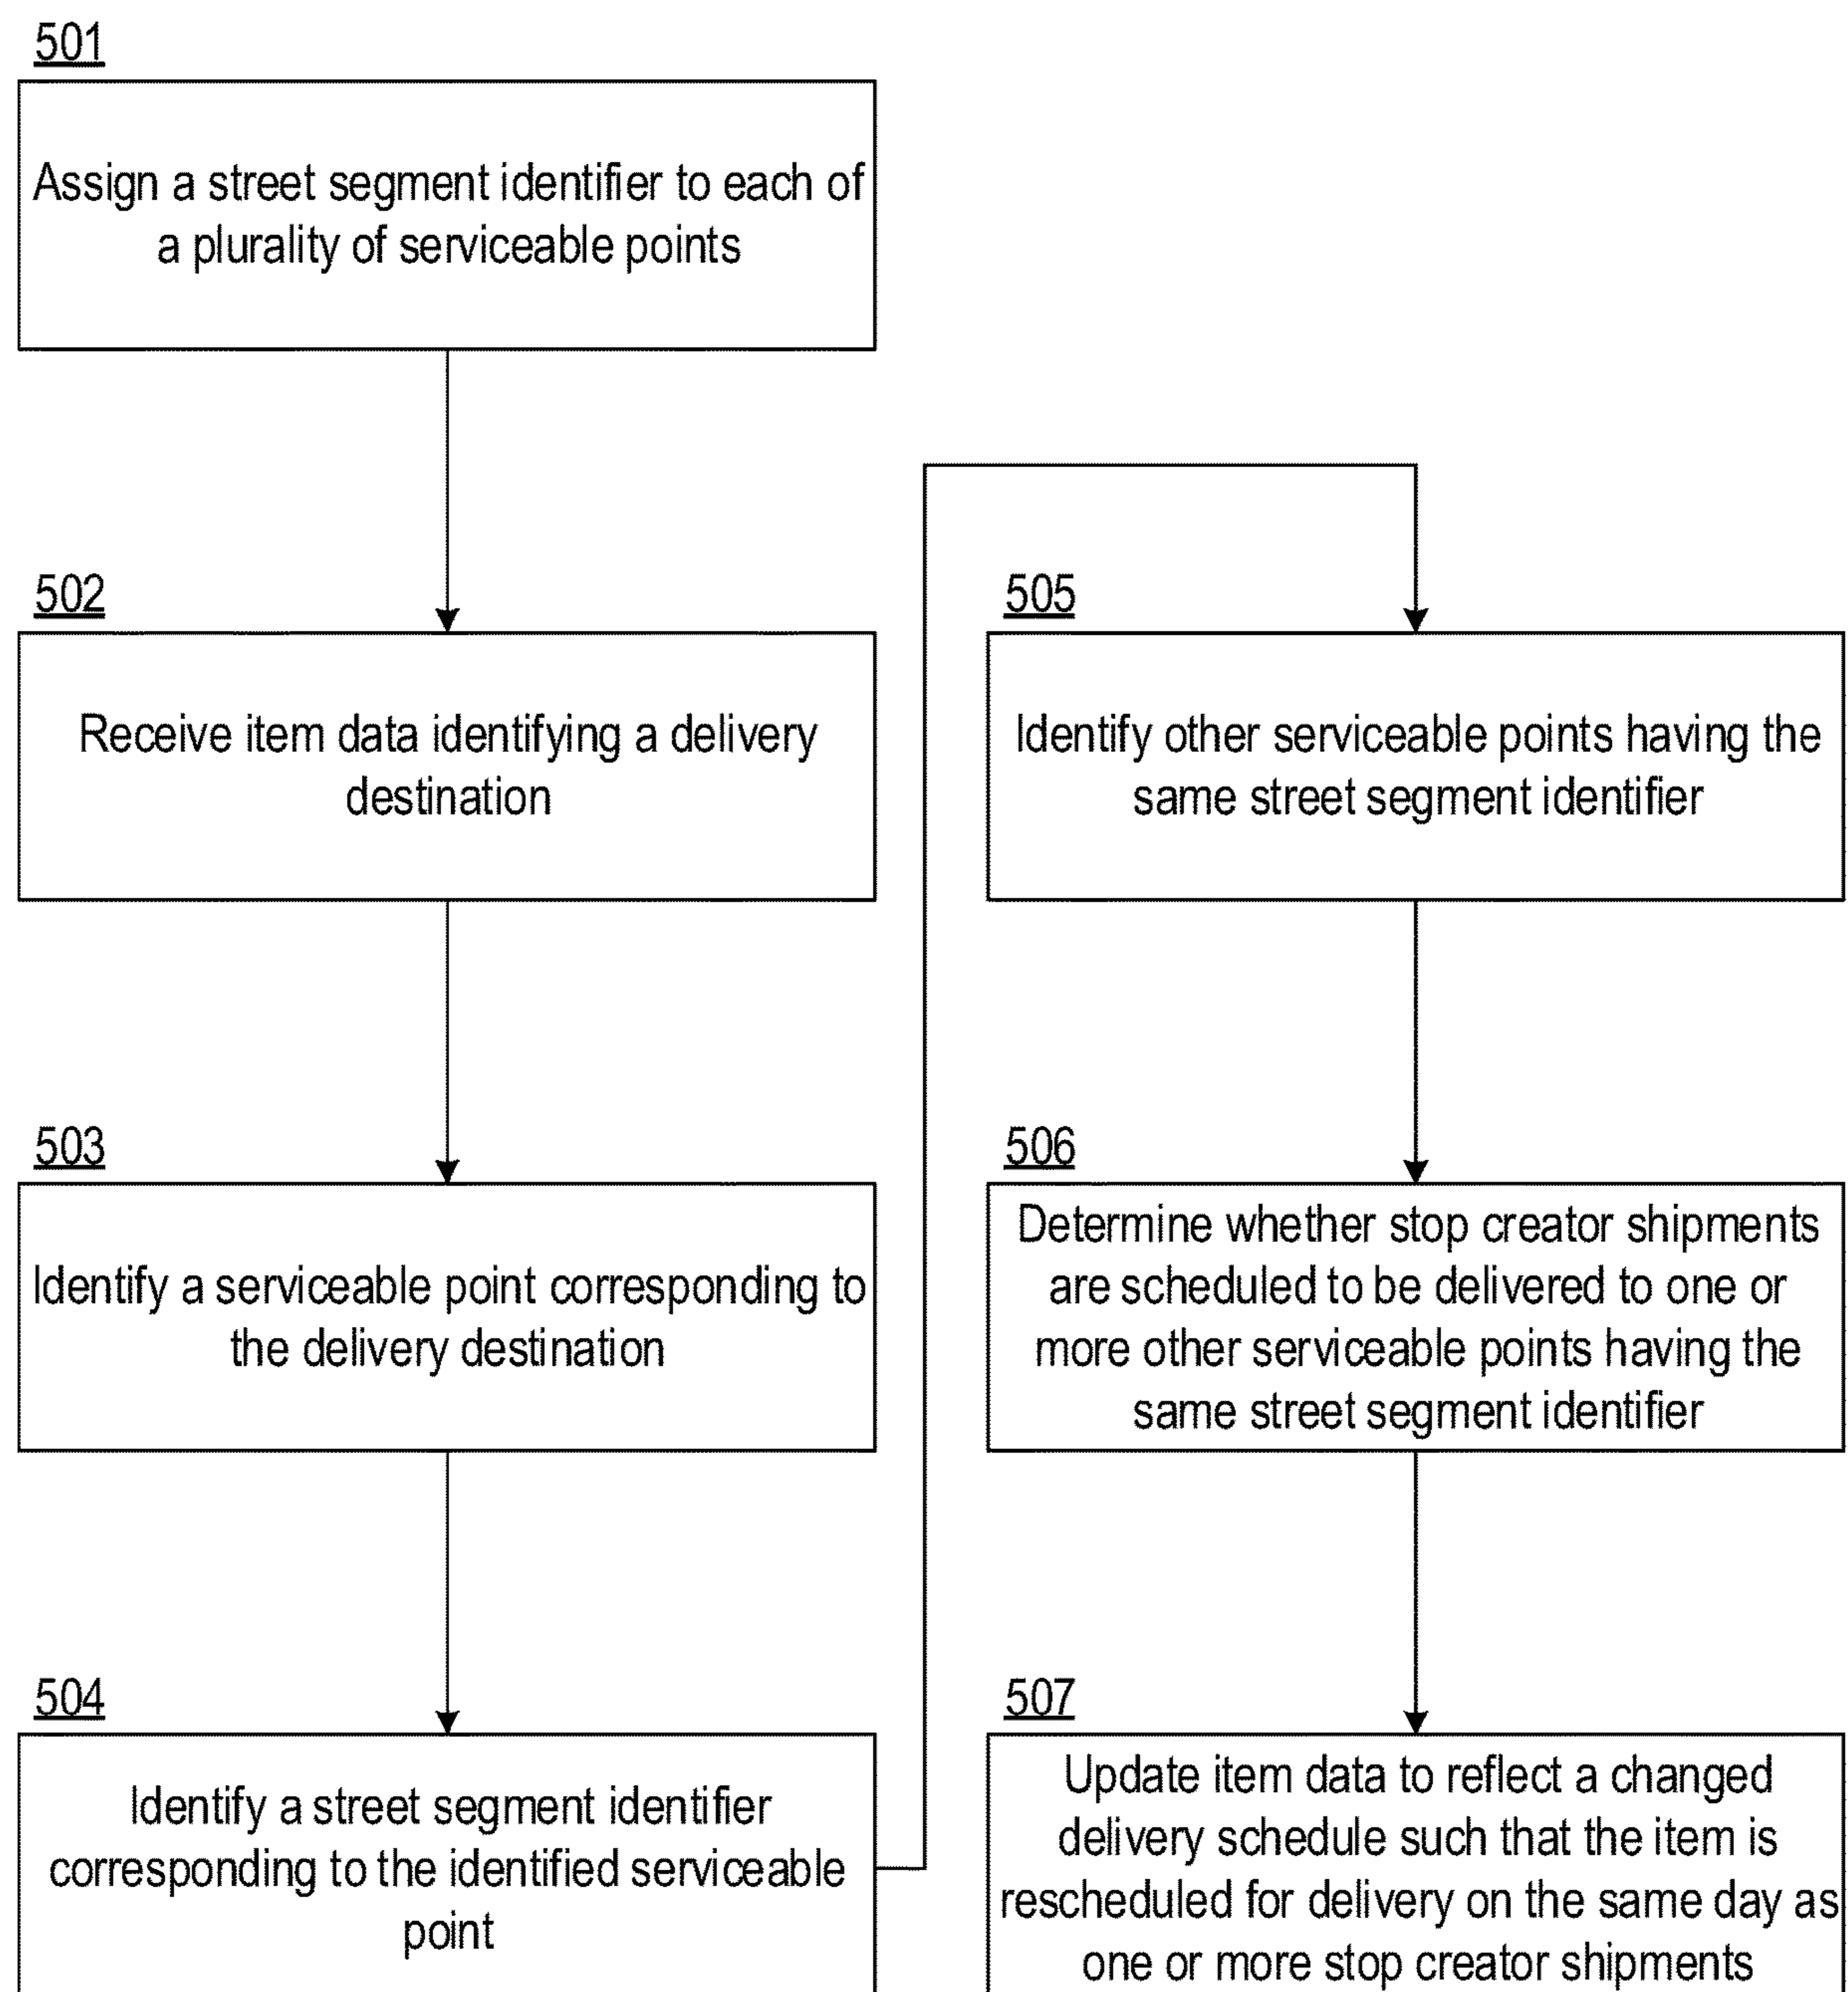 501
Assign a street segment identifier to each of
a plurality of serviceable points
502
Receive item data identifying a delivery
destination
503
Identify a serviceable point corresponding to
the delivery destination
504
Identify a street segment identifier
corresponding to the identified serviceable
point
505
Identify other serviceable points having the
same street segment identifier
506
Determine whether stop creator shipments
are scheduled to be delivered to one or
more other serviceable points having the
same street segment identifier
507
Update item data to reflect a changed
delivery schedule such that the item is
rescheduled for delivery on the same day as
one or more stop creator shipments